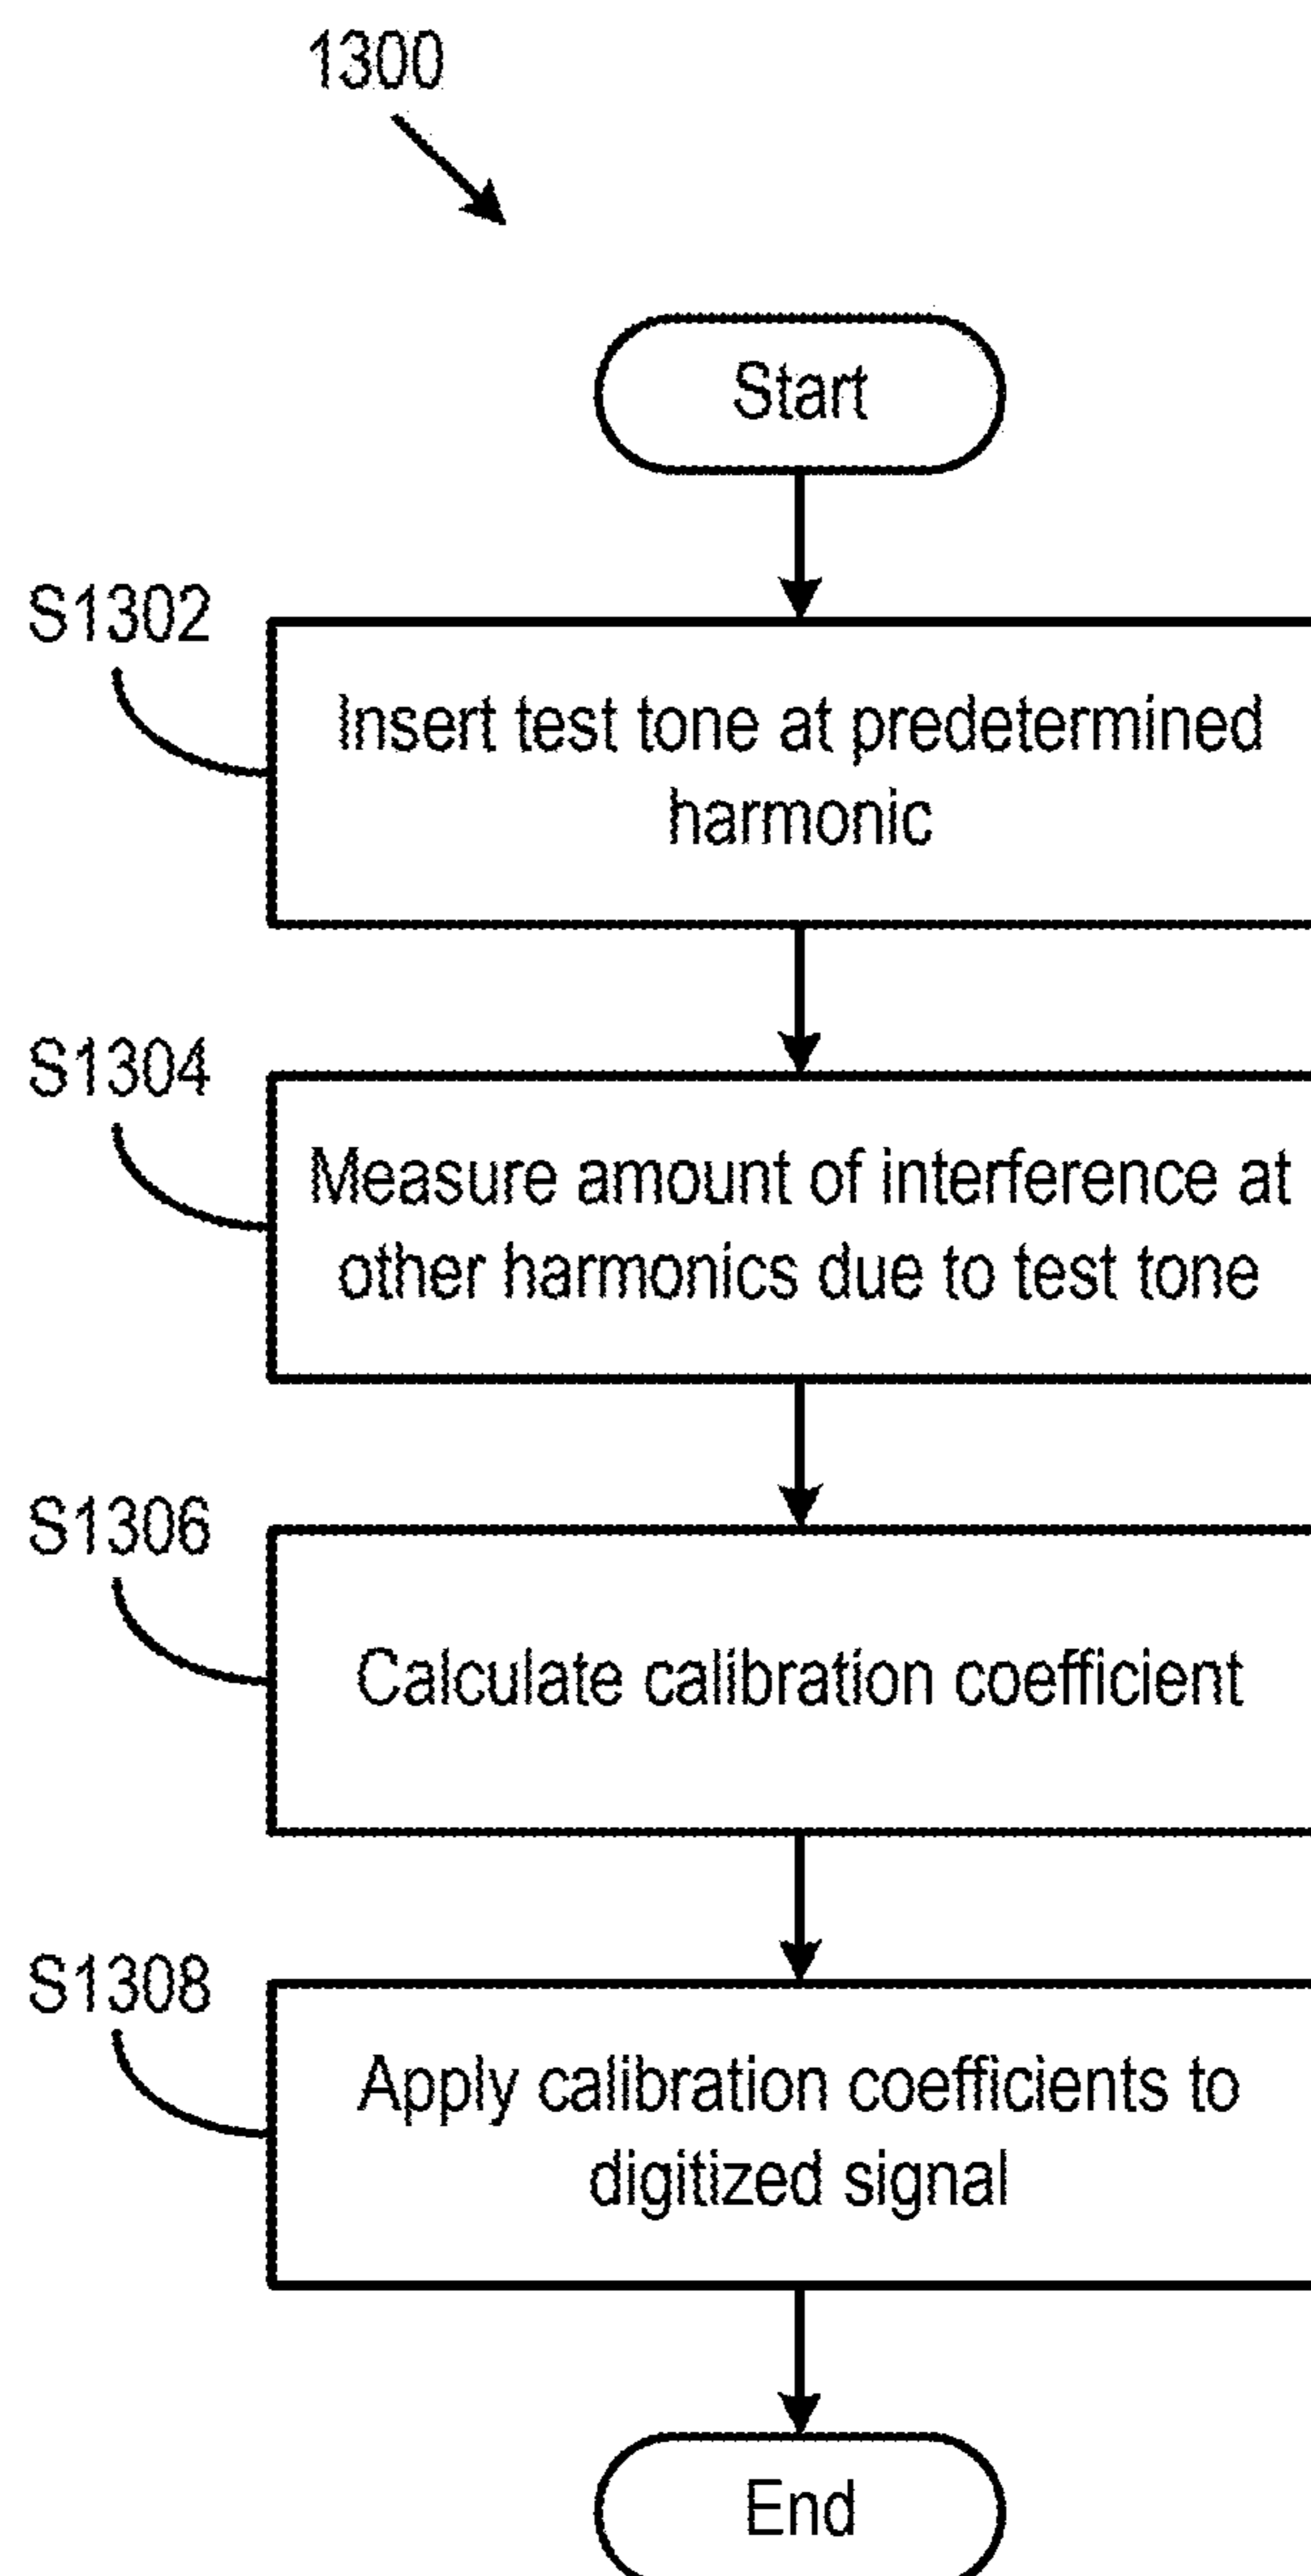 1300
Start
S1302
Insert test tone at predetermined
harmonic
S1304
Measure amount of interference at
other harmonics due to test tone
S1306
Calculate calibration coefficient
S1308
Apply calibration coefficients to
digitized signal
End